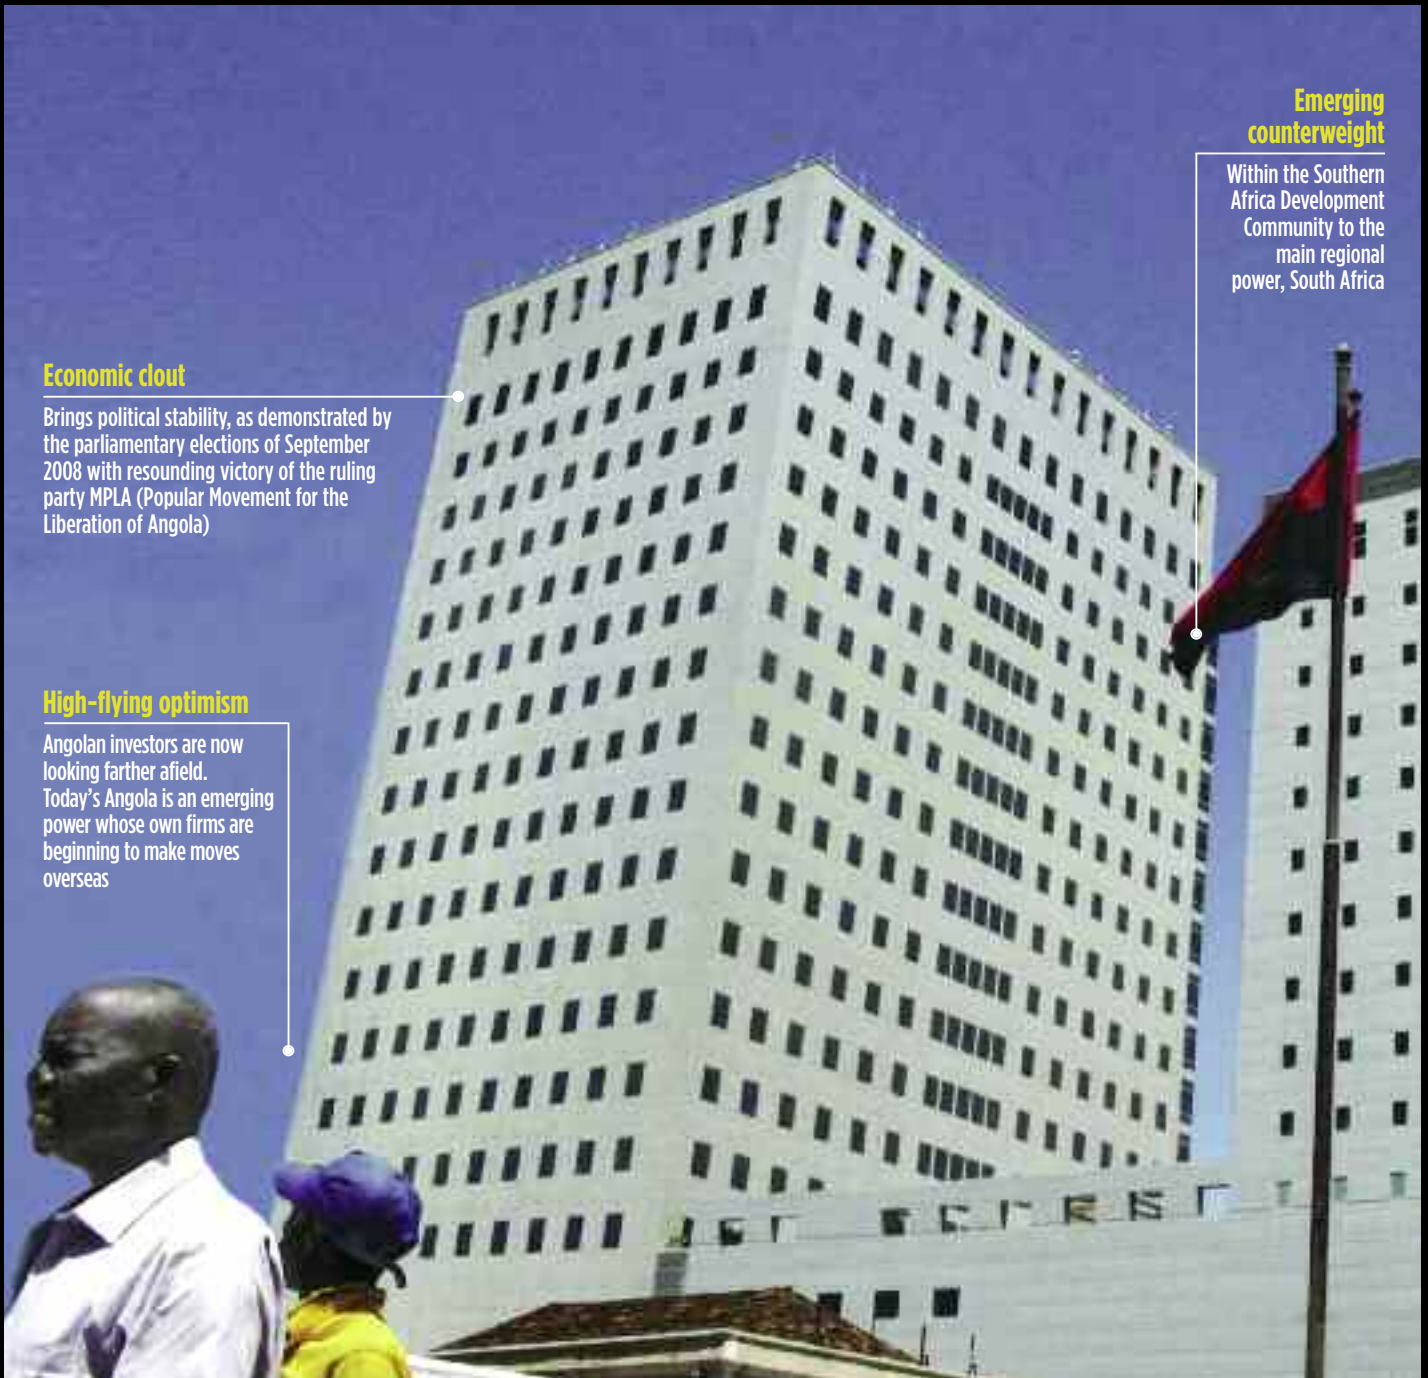 Emerging
counterweight
Within the Southern
Africa Development
Community to the
main regional
power, South Africa
Economic clout
Brings political stability, as demonstrated by
the parliamentary elections of September
2008 with resounding victory of the ruling
party MPLA (Popular Movement for the
Liberation of Angola)
High-flying optimism
Angolan investors are now
looking farther afield.
Today’s Angola is an emerging
power whose own firms are
beginning to make moves
overseas